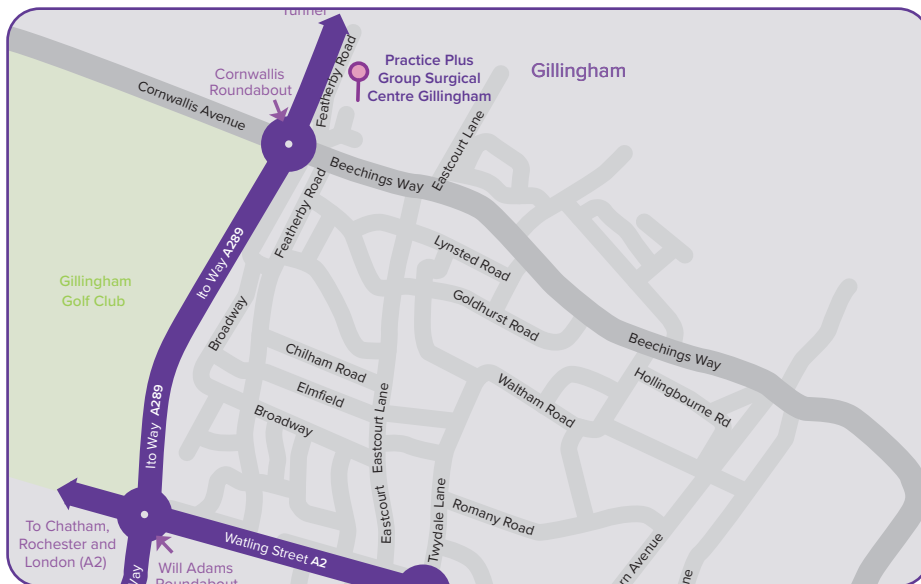 Tunnel
Cornwallis
Roundabout
Featherby Road
Practice Plus
Group Surgical
Centre Gillingham
Gillingham
Cornwallis Avenue
Beechings Way
Eastcourt Lane
Featherby Road
Ito Way A289
Lynsted Road
Gillingham
Golf Club
Goldhurst Road
Broadway
Beechings Way
Chilham Road
Elmfield
Broadway
Eastcourt Lane
Waltham Road
Hollingbourne Rd
Ito Way A289
Eastcourt
Twydale Lane
Romany Road
To Chatham,
Rochester and
London (A2)
Watling Street A2
Will Adams
Roundabout
Way